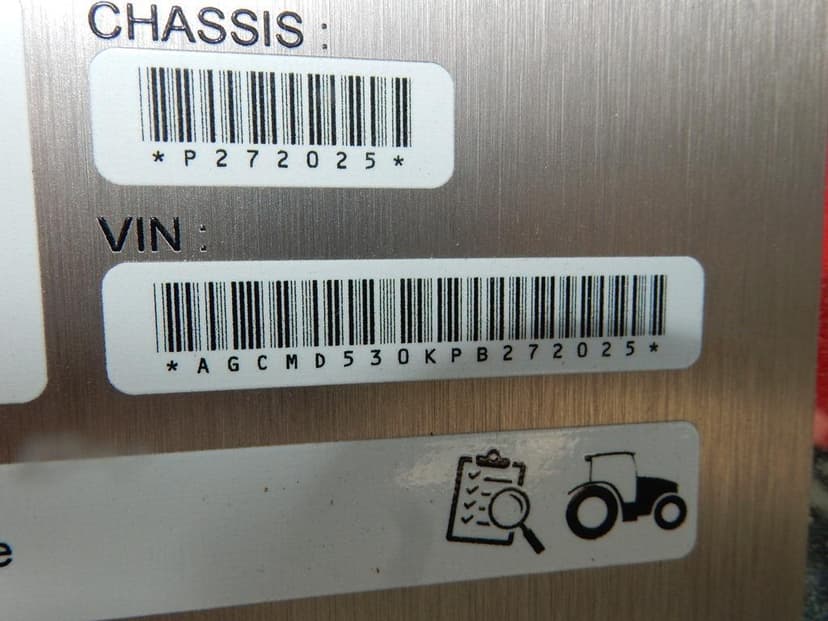 CHASSIS :
*P272025*
VIN :
*AGCMD530KPB272025*
e